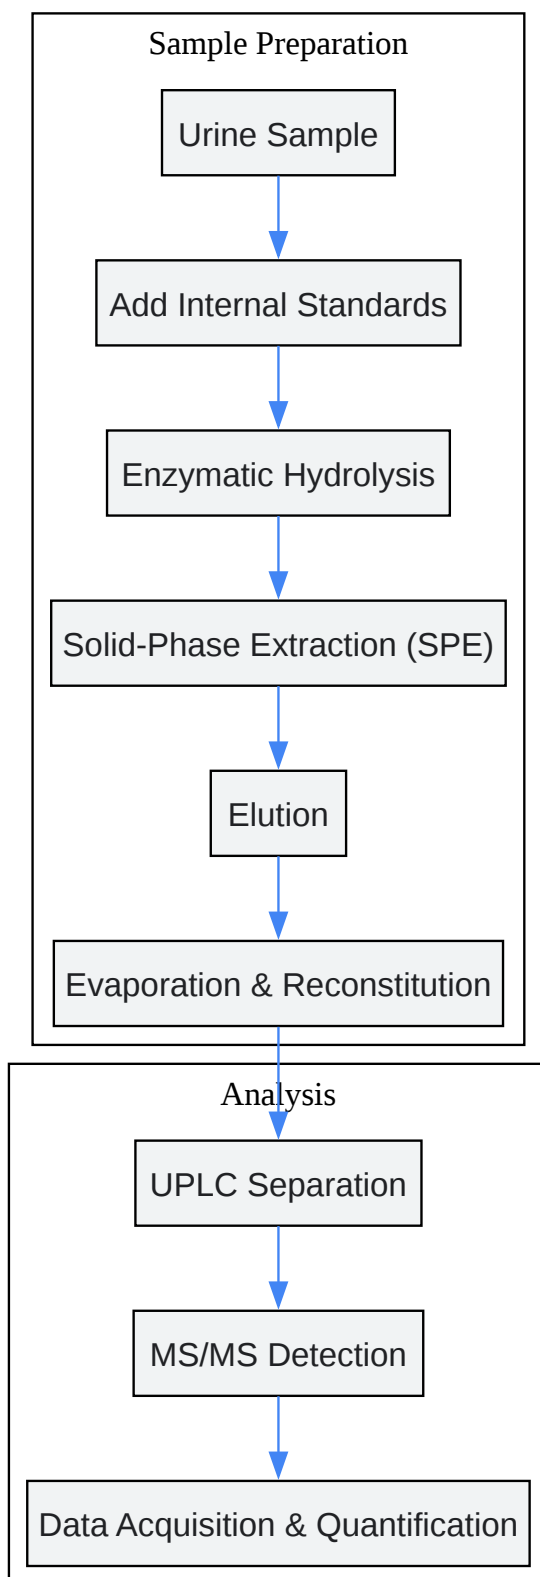 Sample Preparation
Urine Sample
Add Internal Standards
Enzymatic Hydrolysis
Solid-Phase Extraction (SPE)
Elution
Evaporation & Reconstitution
Analysis
UPLC Separation
MS/MS Detection
Data Acquisition & Quantification